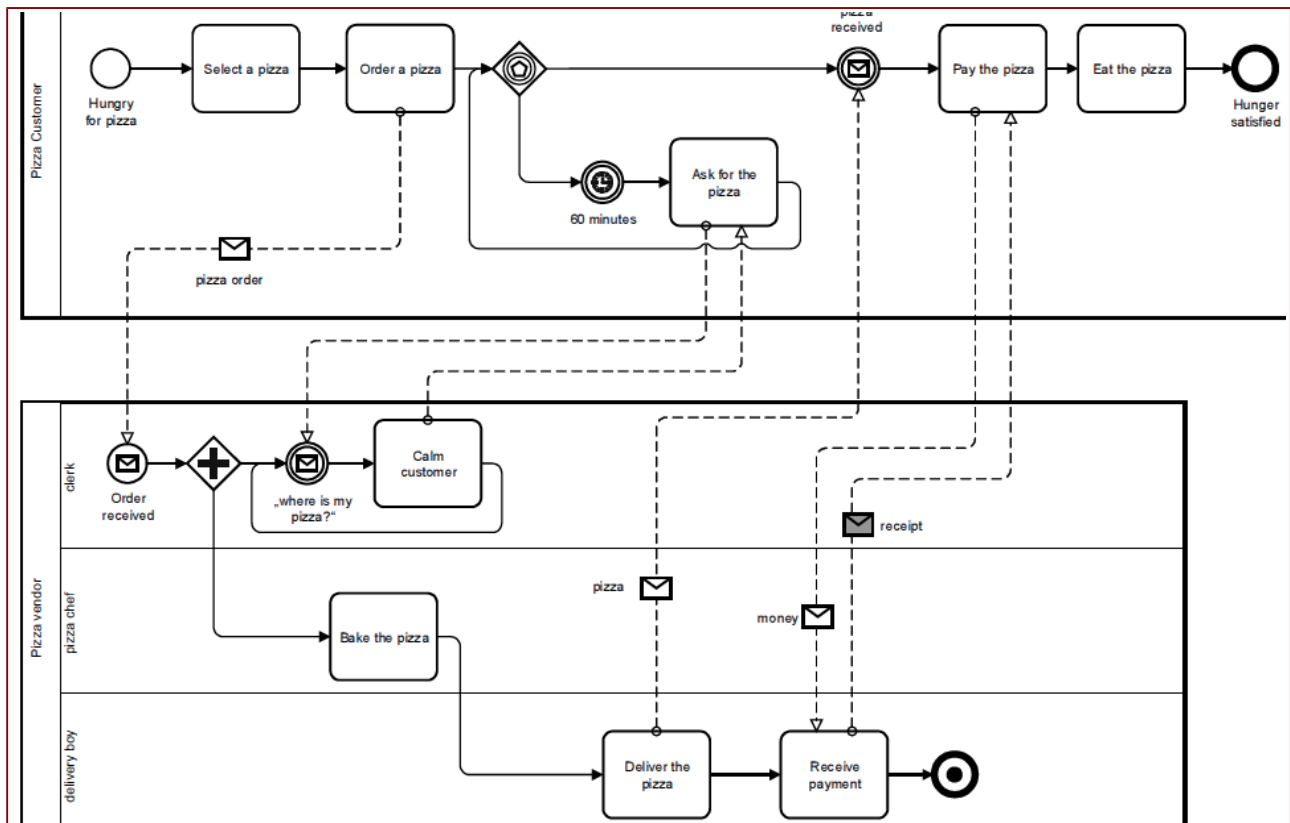 pizza
received
Select a pizza
Order a pizza
Pay the pizza
Eat the pizza
Hungry
for pizza
Hunger
satisfied
Pizza Customer
Ask for the
pizza
60 minutes
pizza order
Calm
customer
clerk
Order
received
„where is my
pizza?“
receipt
Pizza vendor
pizza chef
pizza
money
Bake the pizza
delivery boy
Deliver the
pizza
Receive
payment